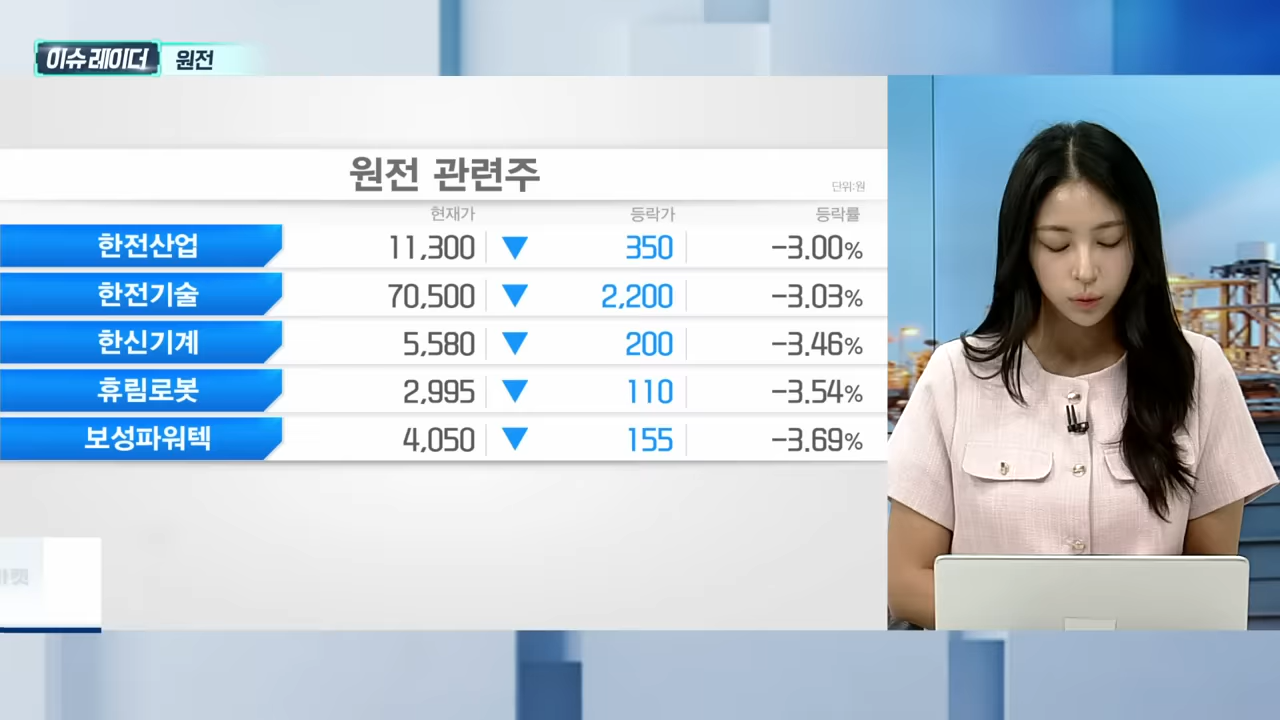 이슈 레이더 원전
원전 관련주
단위:원
현재가 등락가 등락률
한전산업 11,300 ▼ 350 -3.00%
한전기술 70,500 ▼ 2,200 -3.03%
한신기계 5,580 ▼ 200 -3.46%
휴림로봇 2,995 ▼ 110 -3.54%
보성파워텍 4,050 ▼ 155 -3.69%